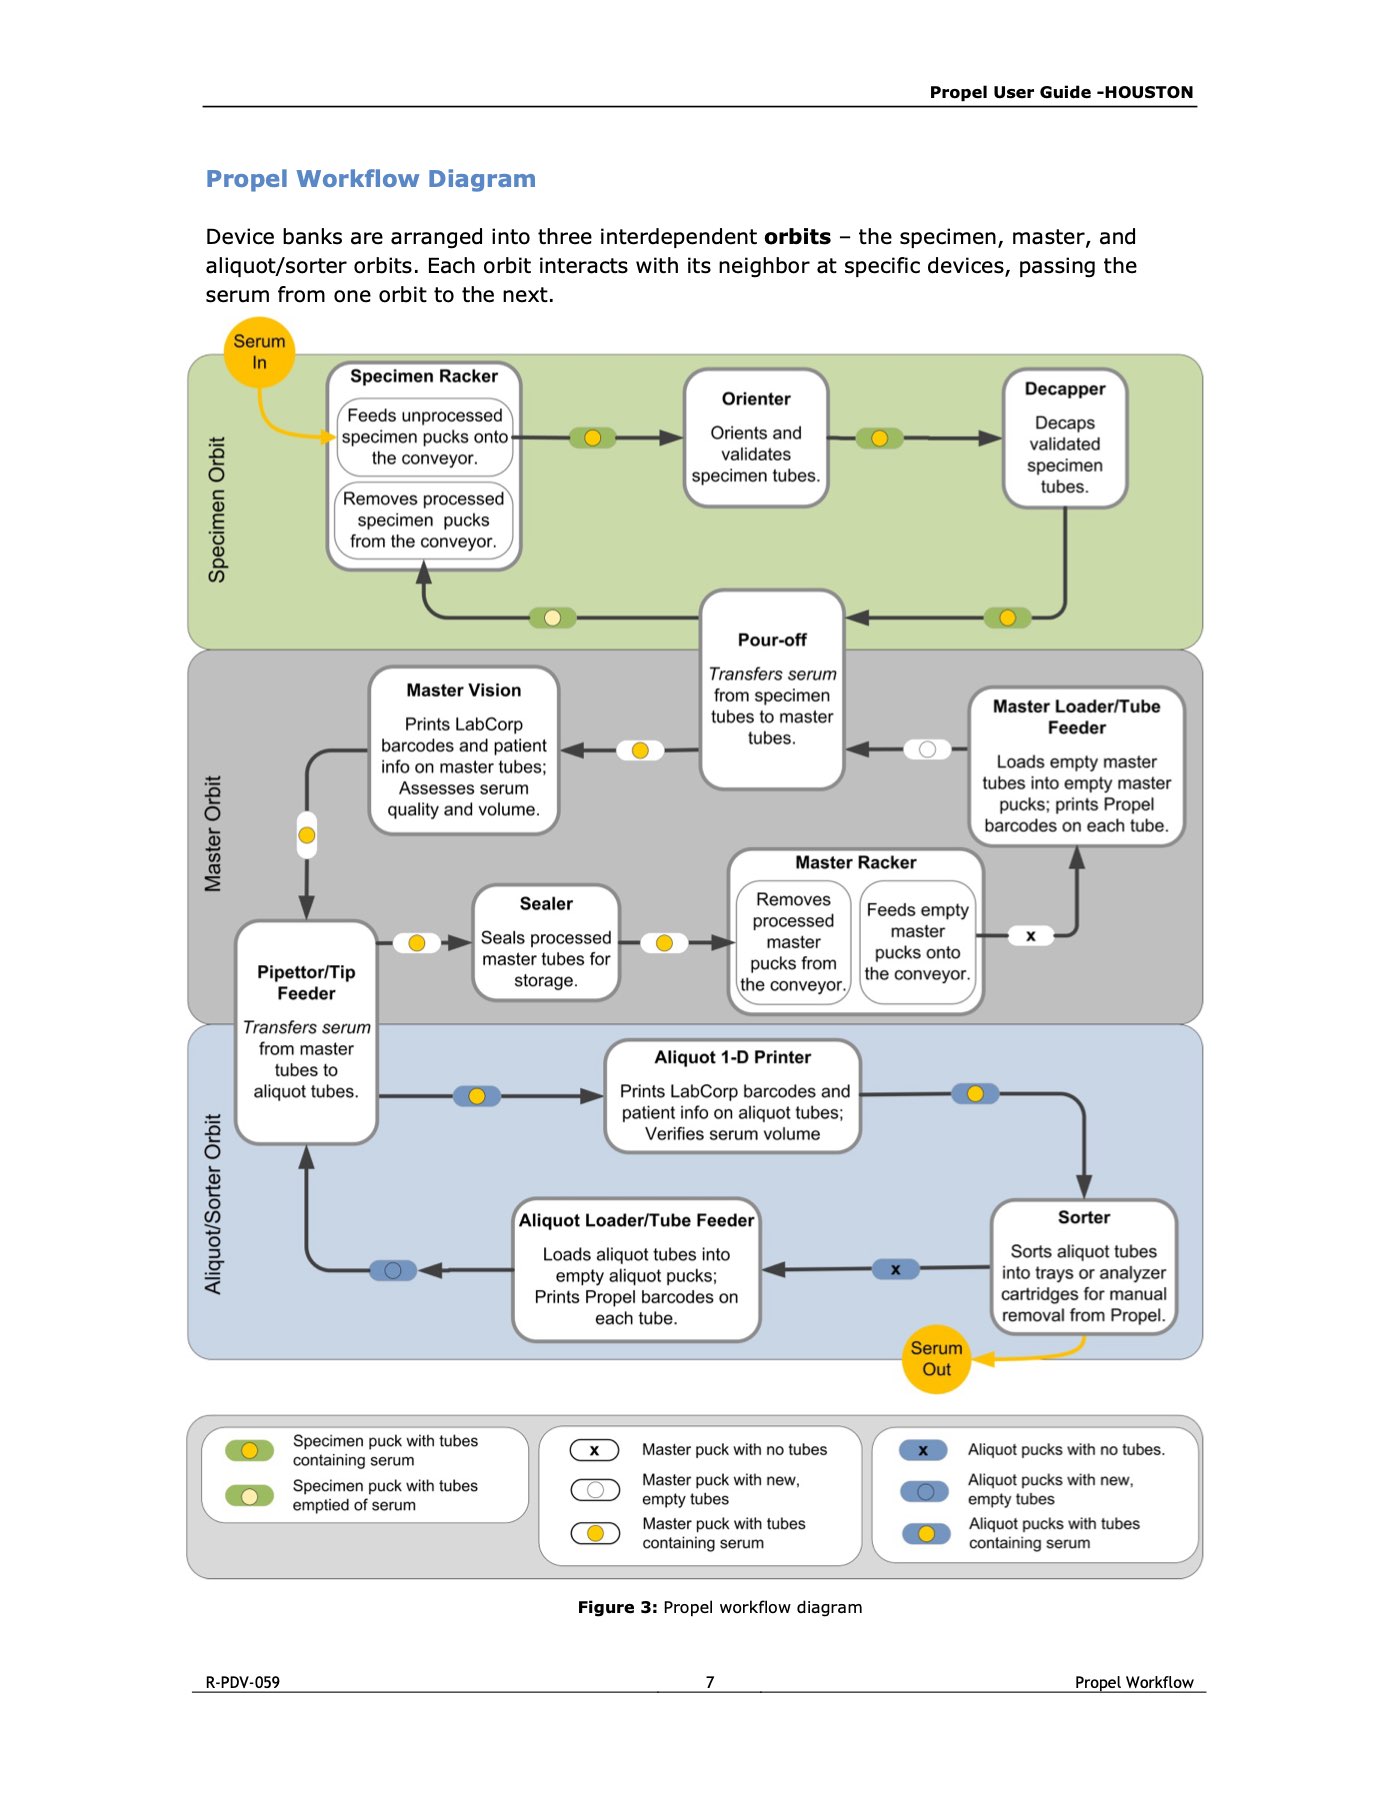 Propel User Guide -HOUSTON
Propel Workflow Diagram
Device banks are arranged into three interdependent orbits – the specimen, master, and
aliquot/sorter orbits. Each orbit interacts with its neighbor at specific devices, passing the
serum from one orbit to the next.
Serum
In
Specimen Orbit
Specimen Racker
Feeds unprocessed
specimen pucks onto
the conveyor.
Removes processed
specimen pucks
from the conveyor.
Orienter
Orients and
validates
specimen tubes.
Decapper
Decaps
validated
specimen
tubes.
Pour-off
Transfers serum
from specimen
tubes to master
tubes.
Master Orbit
Master Vision
Prints LabCorp
barcodes and patient
info on master tubes;
Assesses serum
quality and volume.
Master Loader/Tube
Feeder
Loads empty master
tubes into empty master
pucks; prints Propel
barcodes on each tube.
Master Racker
Removes
processed
master
pucks from
the conveyor.
Feeds empty
master
pucks onto
the conveyor.
x
Sealer
Seals processed
master tubes for
storage.
Pipettor/Tip
Feeder
Transfers serum
from master
tubes to
aliquot tubes.
Aliquot/Sorter Orbit
Aliquot 1-D Printer
Prints LabCorp barcodes and
patient info on aliquot tubes;
Verifies serum volume
Aliquot Loader/Tube Feeder
Loads aliquot tubes into
empty aliquot pucks;
Prints Propel barcodes on
each tube.
x
Sorter
Sorts aliquot tubes
into trays or analyzer
cartridges for manual
removal from Propel.
Serum
Out
Specimen puck with tubes
containing serum
Specimen puck with tubes
emptied of serum
x Master puck with no tubes
Master puck with new,
empty tubes
Master puck with tubes
containing serum
x Aliquot pucks with no tubes.
Aliquot pucks with new,
empty tubes
Aliquot pucks with tubes
containing serum
Figure 3: Propel workflow diagram
R-PDV-059 7 Propel Workflow